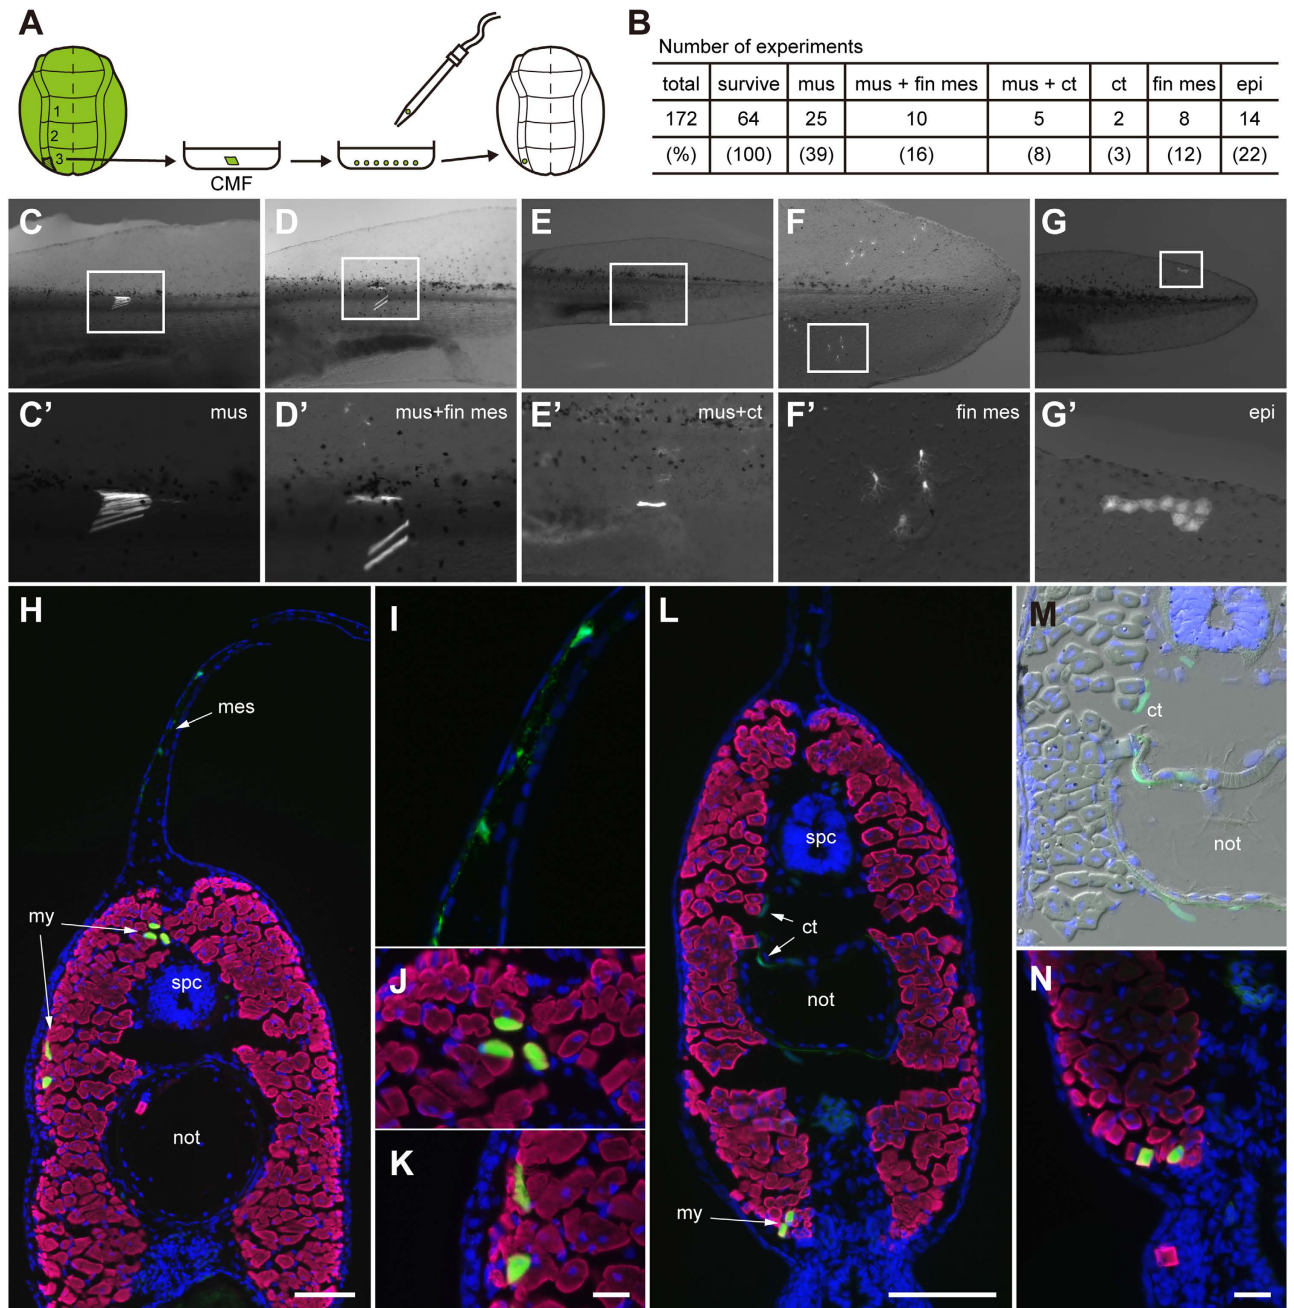 A
1
2
3
CMF
B
Number of experiments
total survive mus mus + fin mes mus + ct ct fin mes epi
172 64 25 10 5 2 8 14
(%) (100) (39) (16) (8) (3) (12) (22)
C D E F G
C’ mus D’ mus+fin mes E’ mus+ct F’ fin mes G’ epi
H
mes
my
spc
not
I
J
K
L
spc
ct
not
my
M
ct
not
N